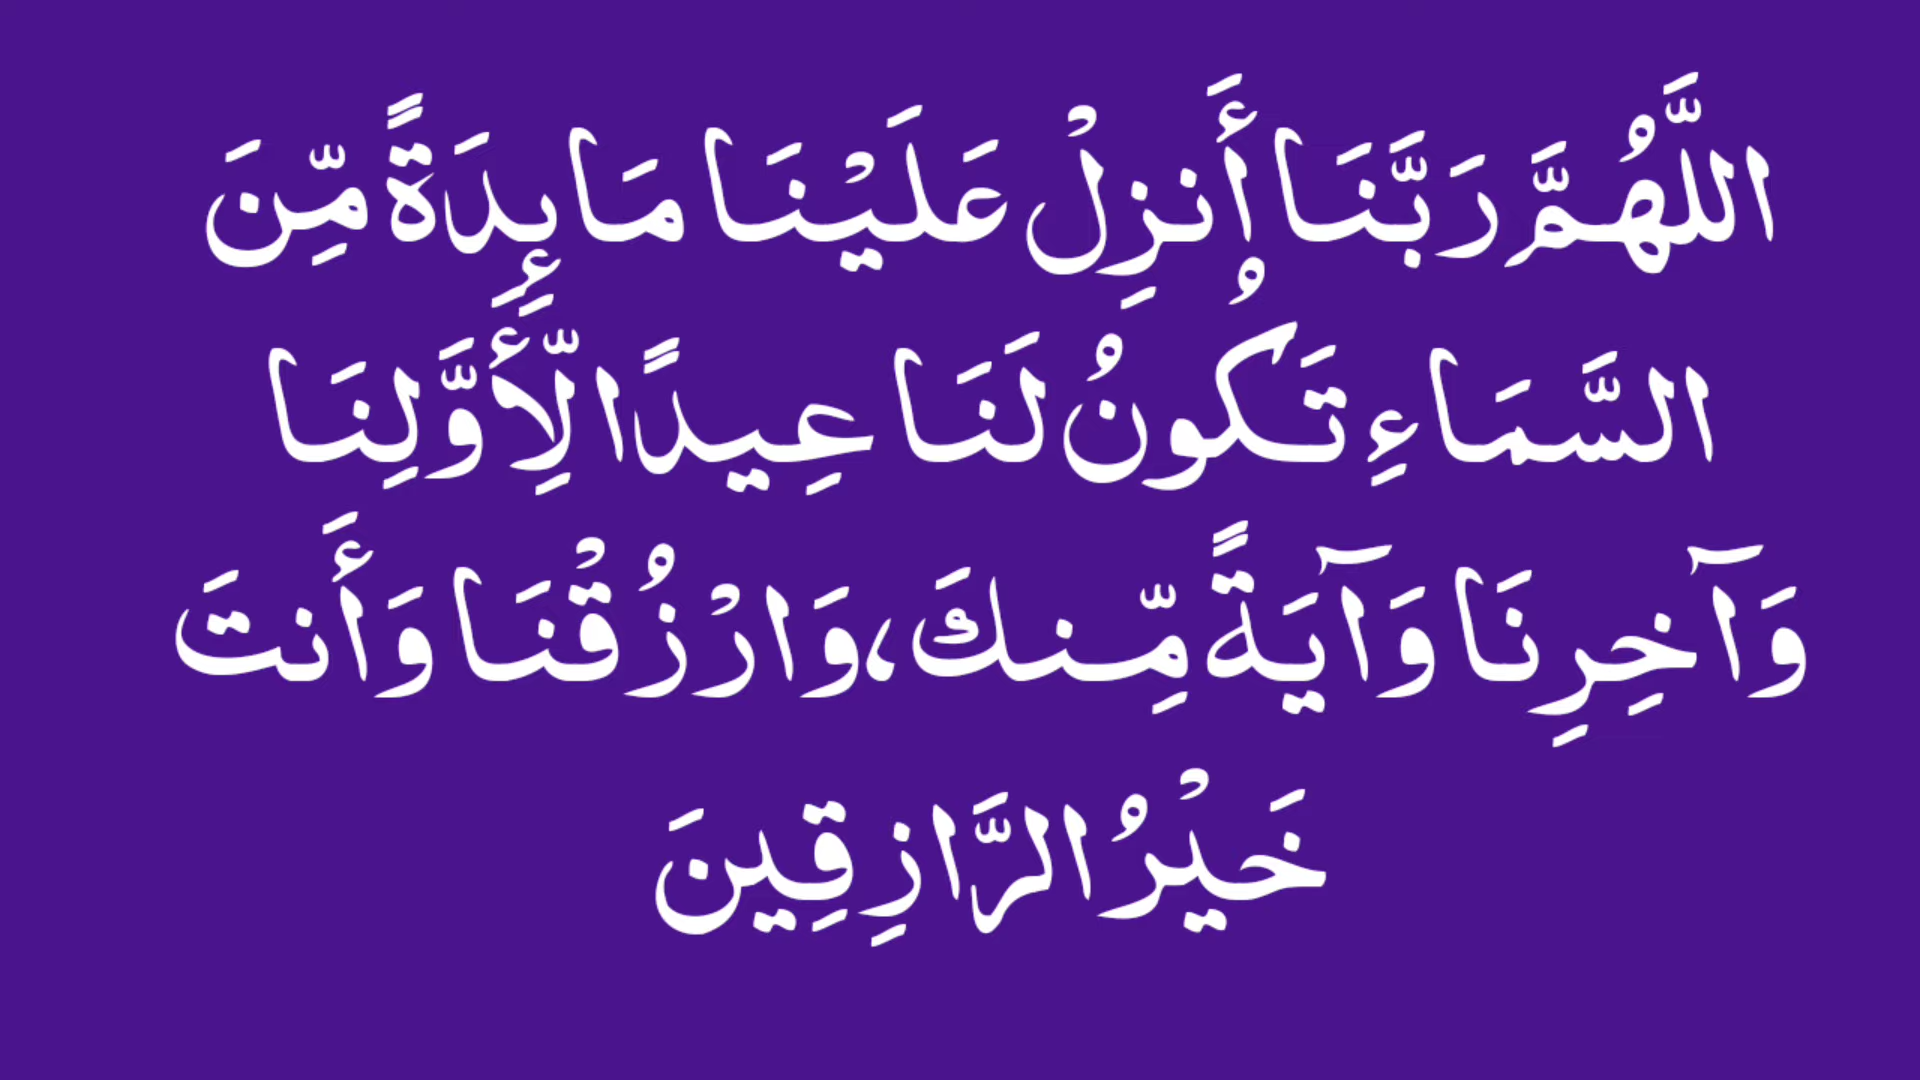 اللَّهُمَّ رَبَّنَا أَنزِلْ عَلَيْنَا مَائِدَةً مِّنَ
السَّمَاءِ تَكُونُ لَنَا عِيدًا لِّأَوَّلِنَا
وَآخِرِنَا وَآيَةً مِّنكَ، وَارْزُقْنَا وَأَنتَ
خَيْرُ الرَّازِقِينَ